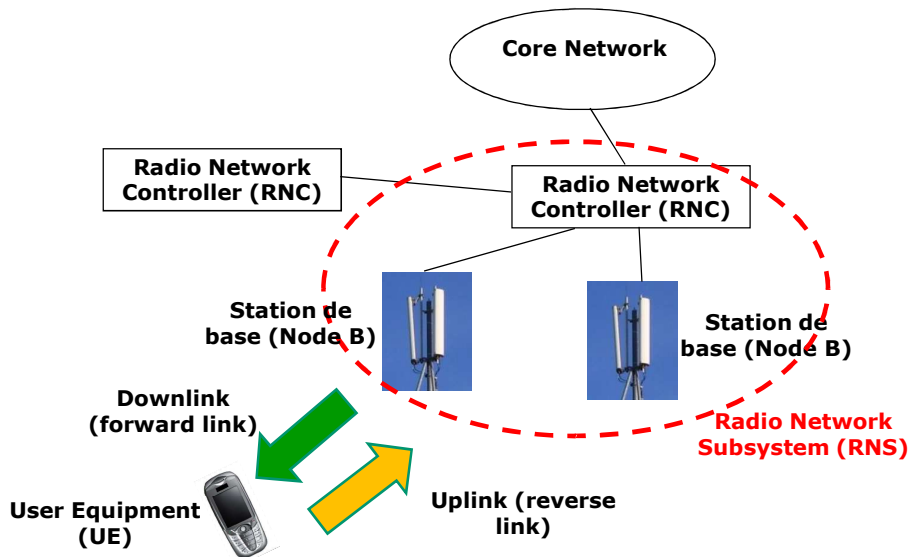 Core Network
Radio Network
Controller (RNC)
Radio Network
Controller (RNC)
Station de
base (Node B)
Station de
base (Node B)
Downlink
(forward link)
Radio Network
Subsystem (RNS)
User Equipment
(UE)
Uplink (reverse
link)